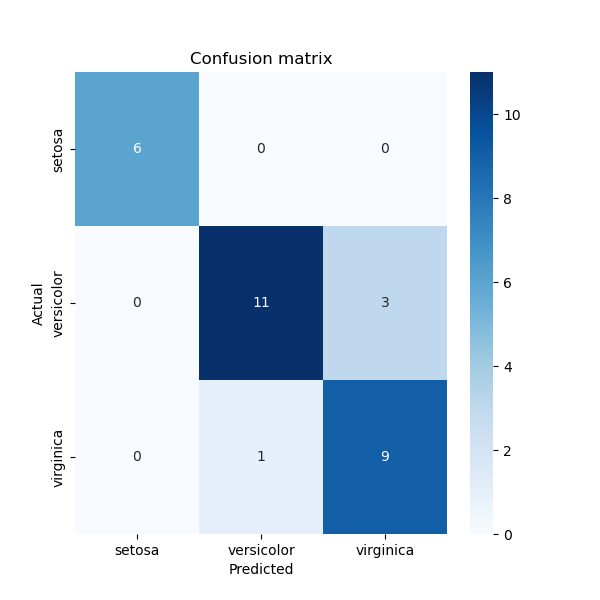 Confusion matrix
setosa
6 0 0
10
8
Actual
versicolor
0 11 3
6
4
virginica
0 1 9
2
0
setosa versicolor virginica
Predicted